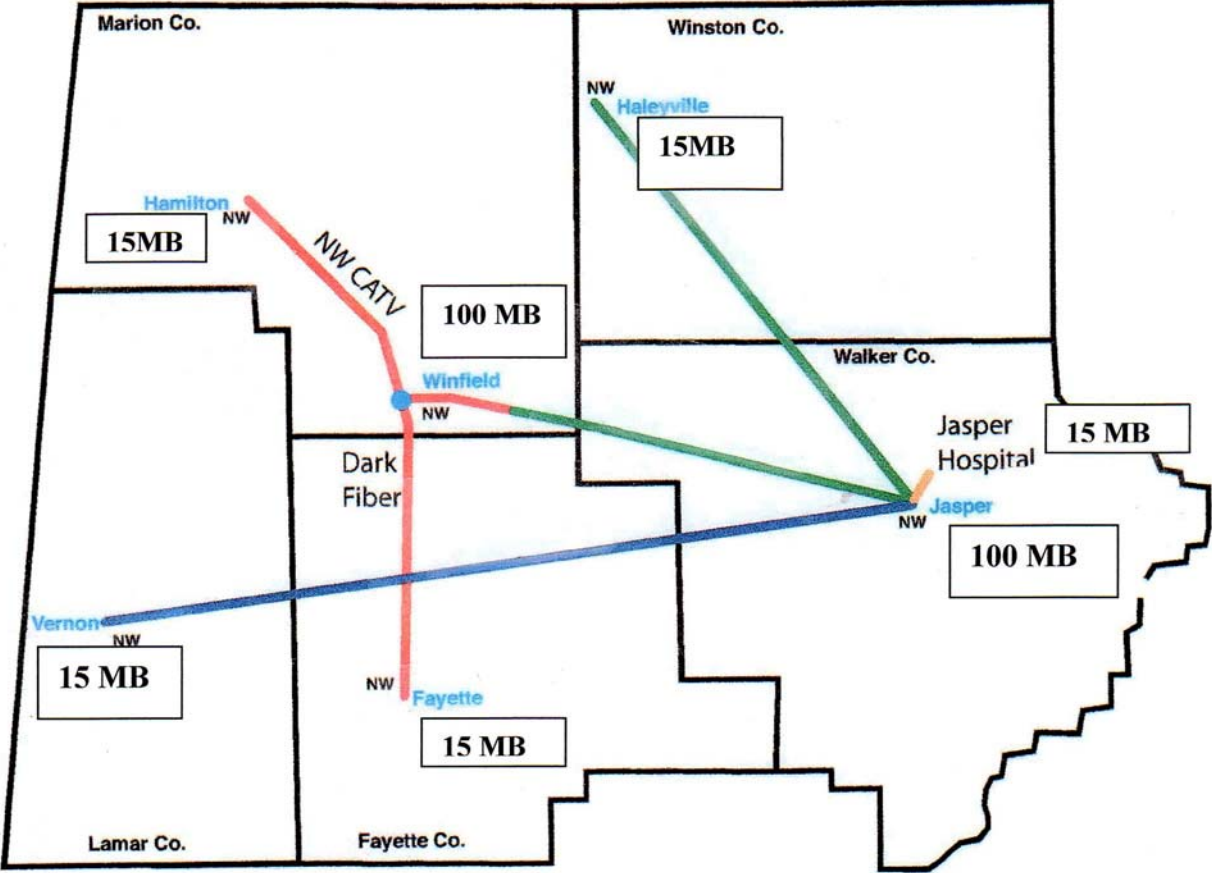 Marion Co.
Winston Co.
NW
Haleyville
15MB
Hamilton
NW
15MB
NW CATV
100 MB
Winfield
NW
Walker Co.
Jasper
Hospital
15 MB
Dark
Fiber
Jasper
NW
100 MB
Vernon
NW
15 MB
NW
Fayette
15 MB
Lamar Co.
Fayette Co.